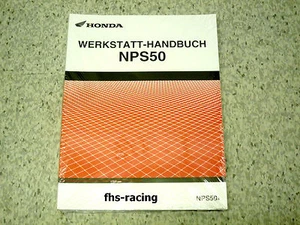 HONDA
WERKSTATT-HANDBUCH
NPS50
fhs-racing
NPS50